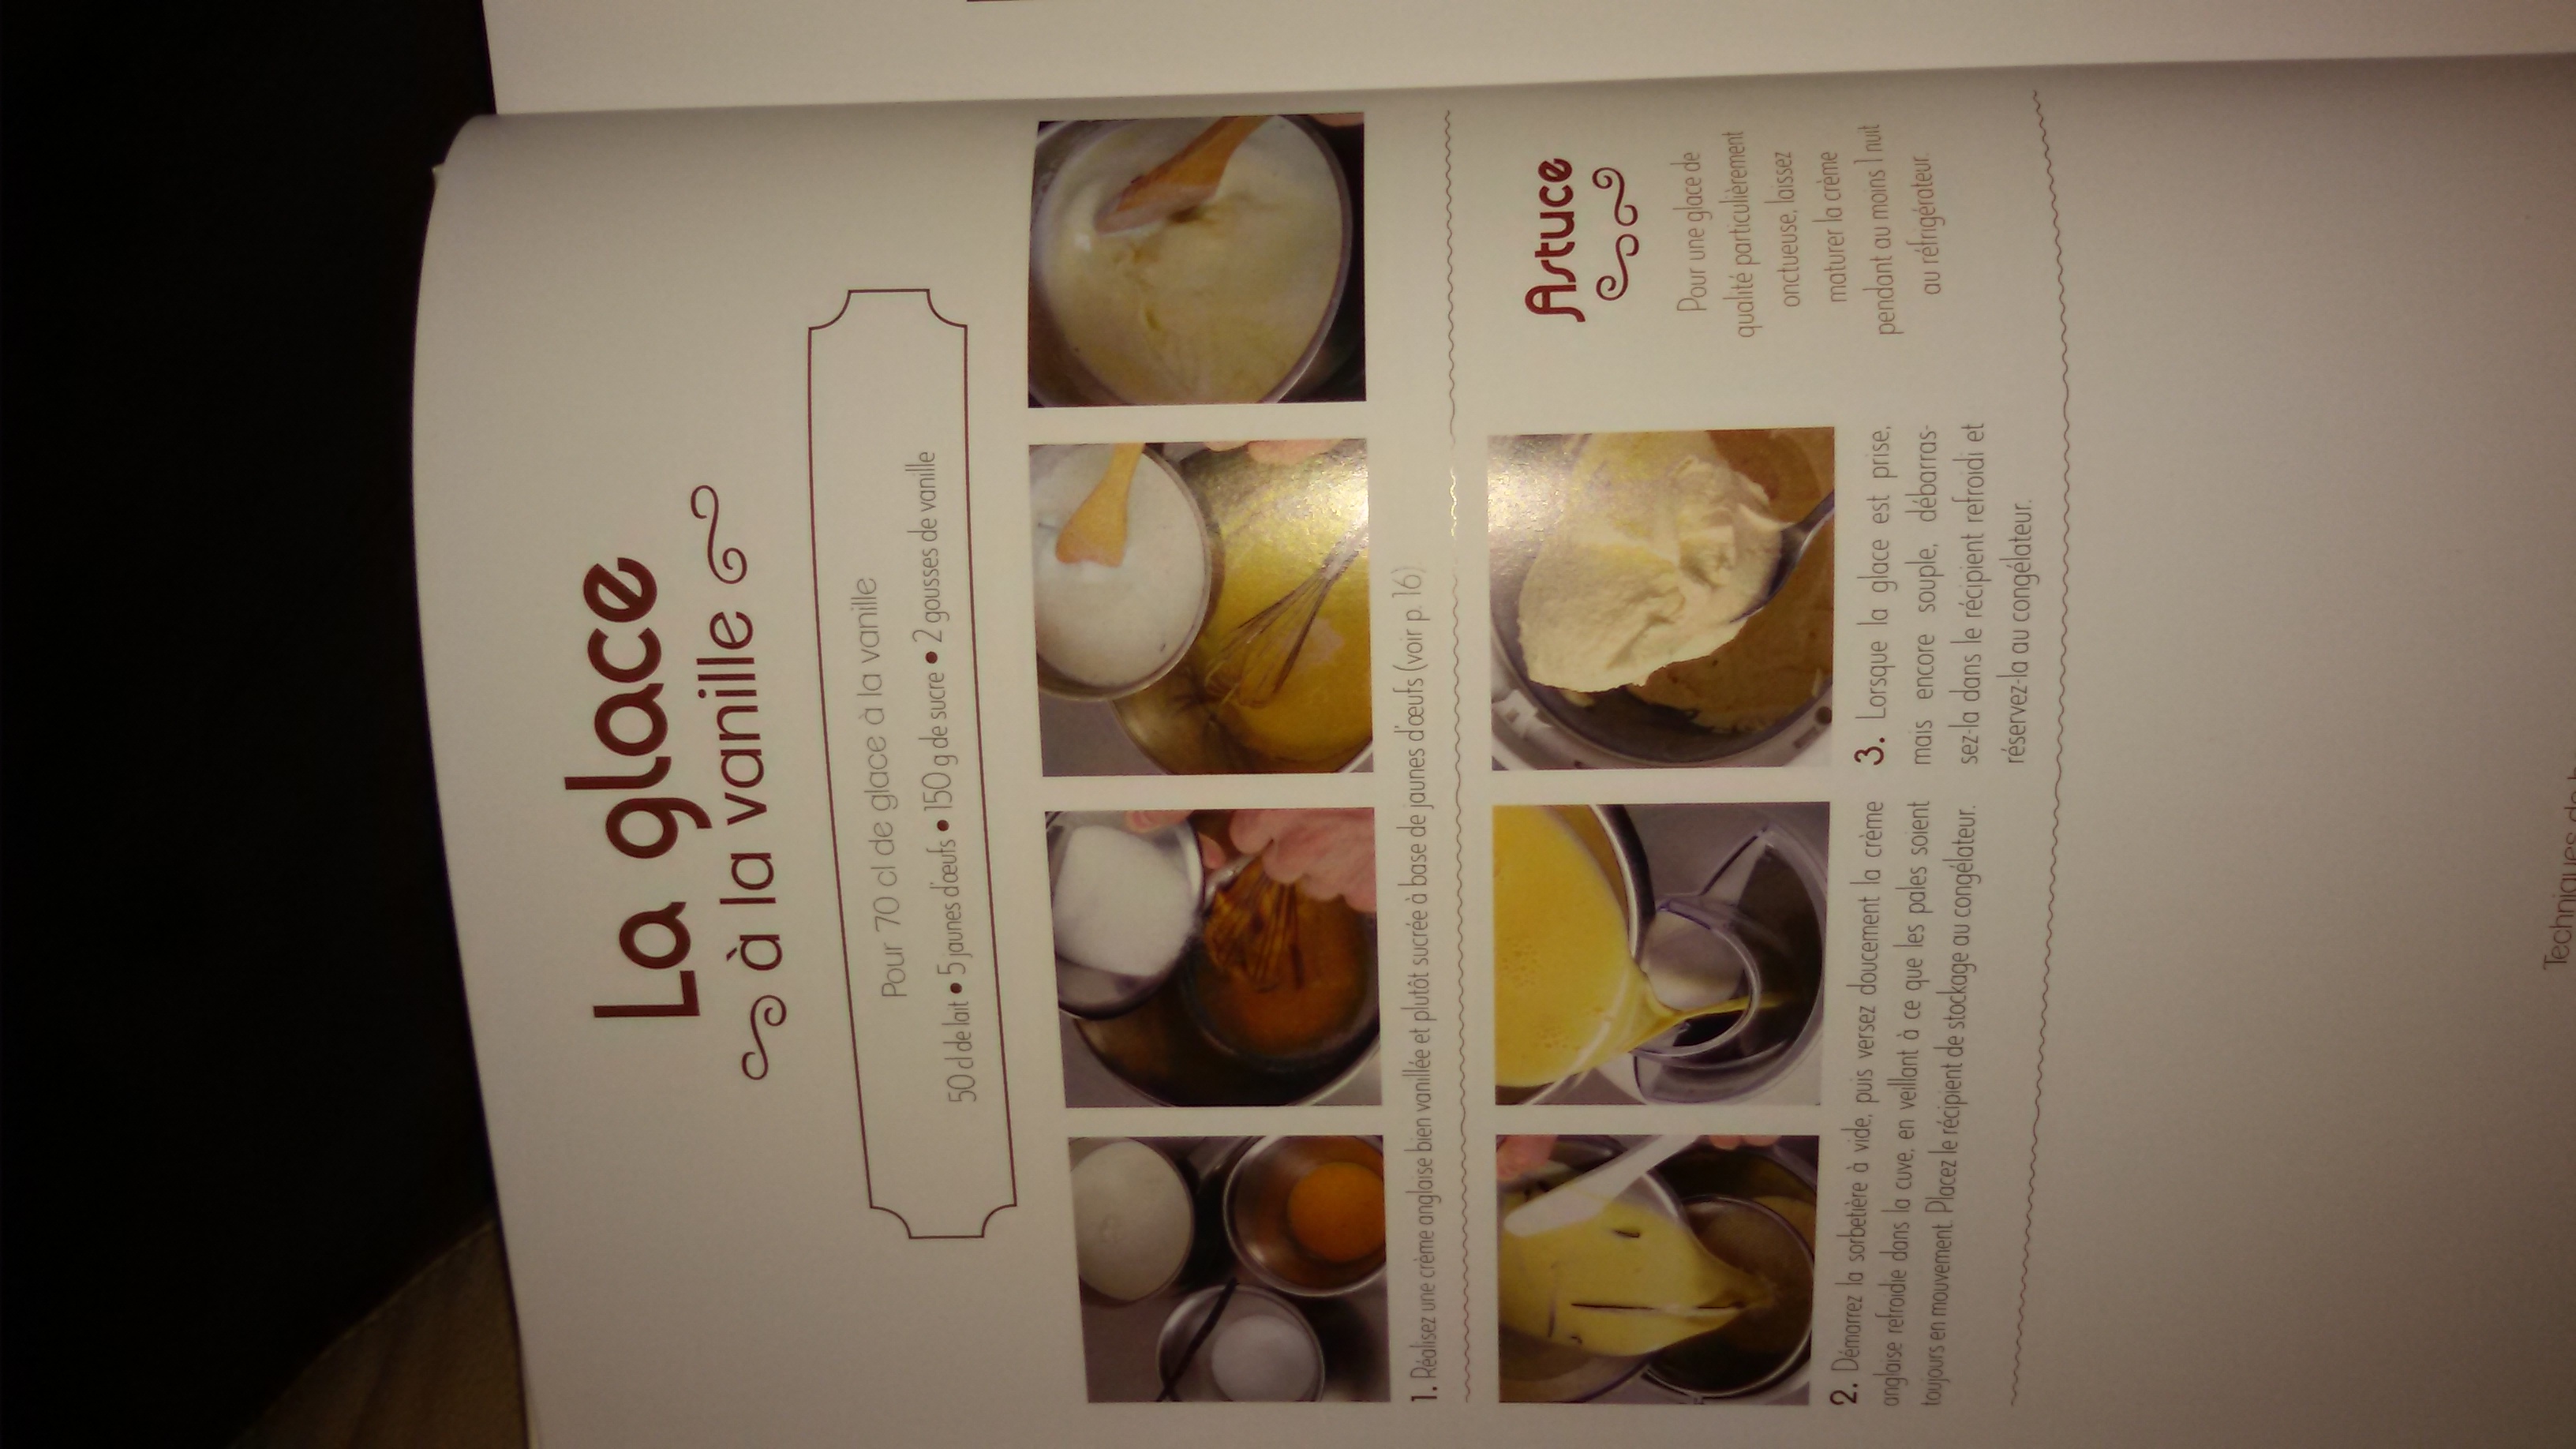 La glace
à la vanille
Pour 70 cl de glace à la vanille
50 cl de lait • 5 jaunes d'œufs • 150 g de sucre • 2 gousses de vanille
1. Réalisez une crème anglaise bien vanillée et plutôt sucrée à base de jaunes d'œufs (voir p. 16)
2. Démarrez la sorbetière à vide, puis versez doucement la crème
anglaise refroidie dans la cuve, en veillant à ce que les pales soient
toujours en mouvement. Placez le récipient de stockage au congélateur.
3. Lorsque la glace est prise,
mais encore souple, débarras-
sez-la dans le récipient refroidi et
réservez-la au congélateur.
Astuce
Pour une glace de
qualité particulièrement
onctueuse, laissez
maturer la crème
pendant au moins 1 nuit
au réfrigérateur.
Techniques de